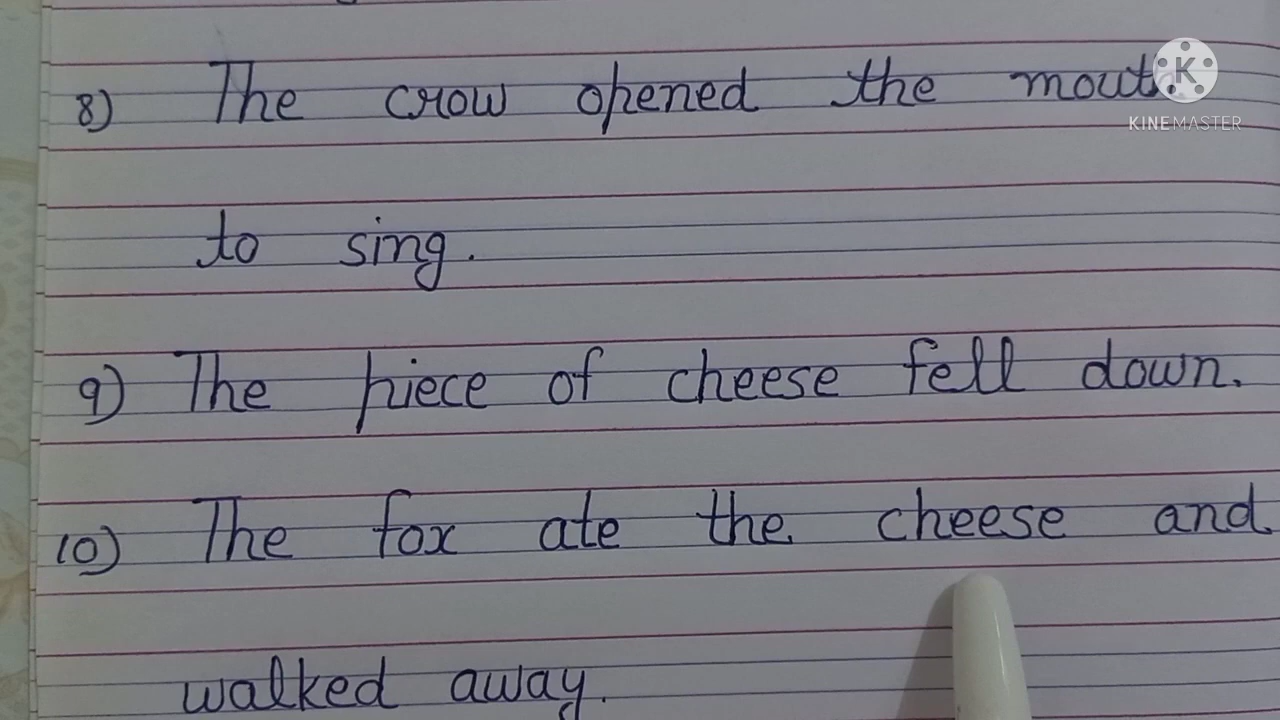 8) The crow opened the mouth
to sing.
9) The piece of cheese fell down.
10) The fox ate the cheese and
walked away.
K
KINEMASTER